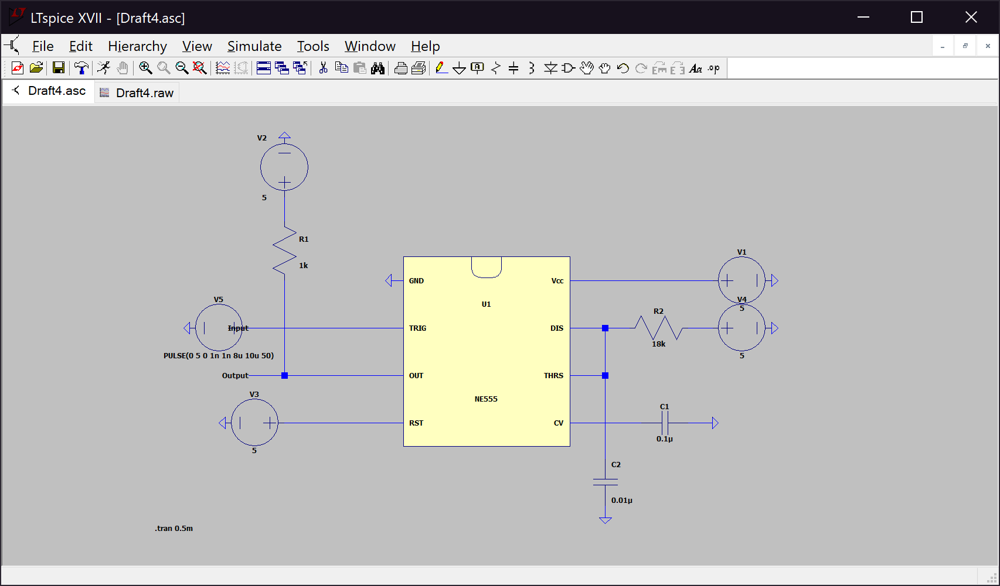 LTspice XVII - [Draft4.asc]
File Edit Hierarchy View Simulate Tools Window Help
Draft4.asc Draft4.raw
V2
5
R1
1k
V5
Input
PULSE(0 5 0 1n 1n 8u 10u 50)
Output
V3
5
GND
TRIG
OUT
RST
U1
NE555
Vcc
DIS
THRS
CV
V1
5
R2
18k
V4
5
C1
0.1µ
C2
0.01µ
.tran 0.5m